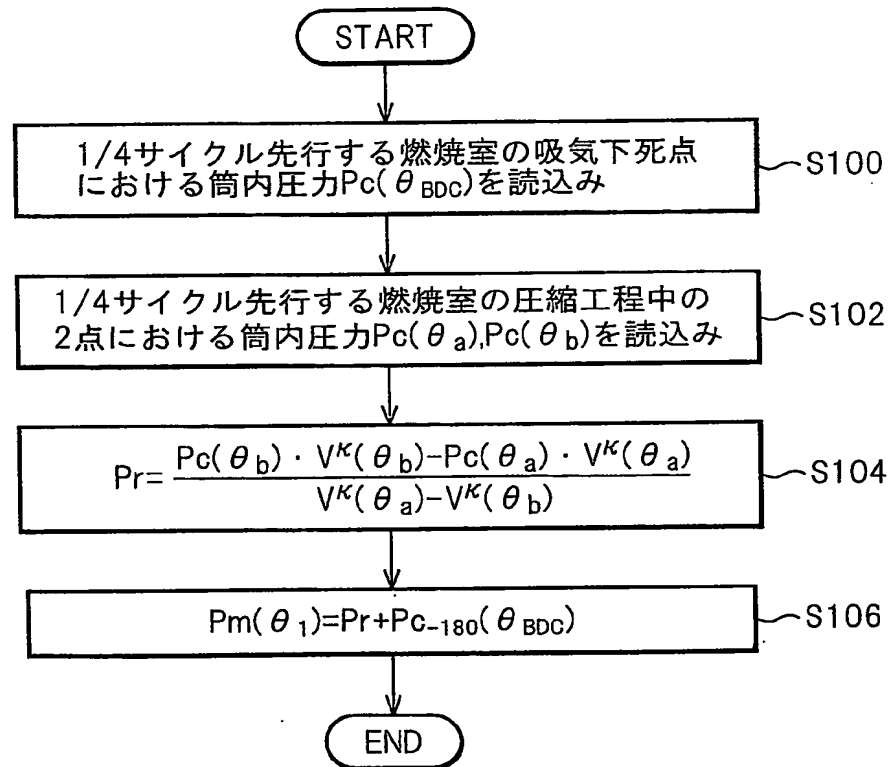 START
1/4サイクル先行する燃焼室の吸気下死点
における筒内圧力Pc(θBDC)を読込み
S100
1/4サイクル先行する燃焼室の圧縮工程中の
2点における筒内圧力Pc(θa),Pc(θb)を読込み
S102
Pr=
Pc(θb)・Vκ(θb)-Pc(θa)・Vκ(θa)
Vκ(θa)-Vκ(θb)
S104
Pm(θ1)=Pr+Pc-180(θBDC)
S106
END